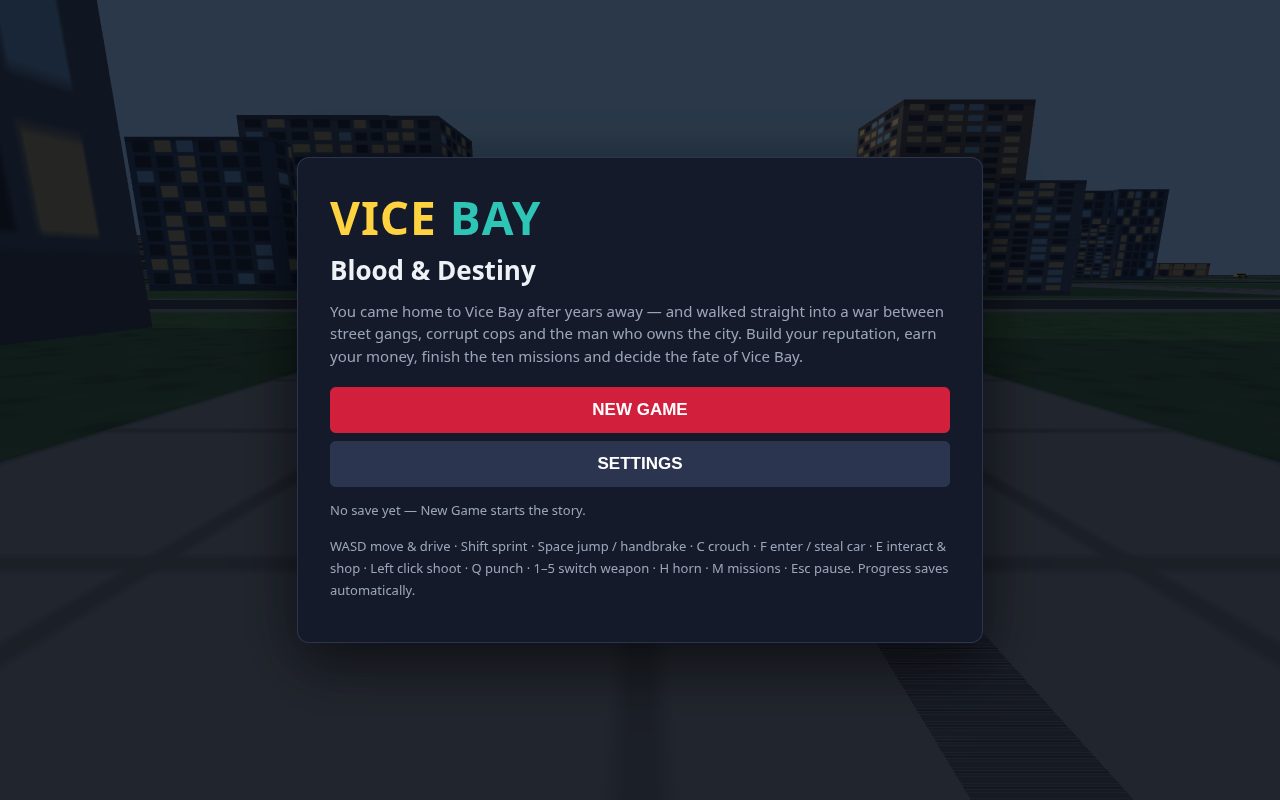 VICE BAY
Blood & Destiny
You came home to Vice Bay after years away — and walked straight into a war between
street gangs, corrupt cops and the man who owns the city. Build your reputation, earn
your money, finish the ten missions and decide the fate of Vice Bay.
NEW GAME
SETTINGS
No save yet — New Game starts the story.
WASD move & drive · Shift sprint · Space jump / handbrake · C crouch · F enter / steal car · E interact &
shop · Left click shoot · Q punch · 1–5 switch weapon · H horn · M missions · Esc pause. Progress saves
automatically.